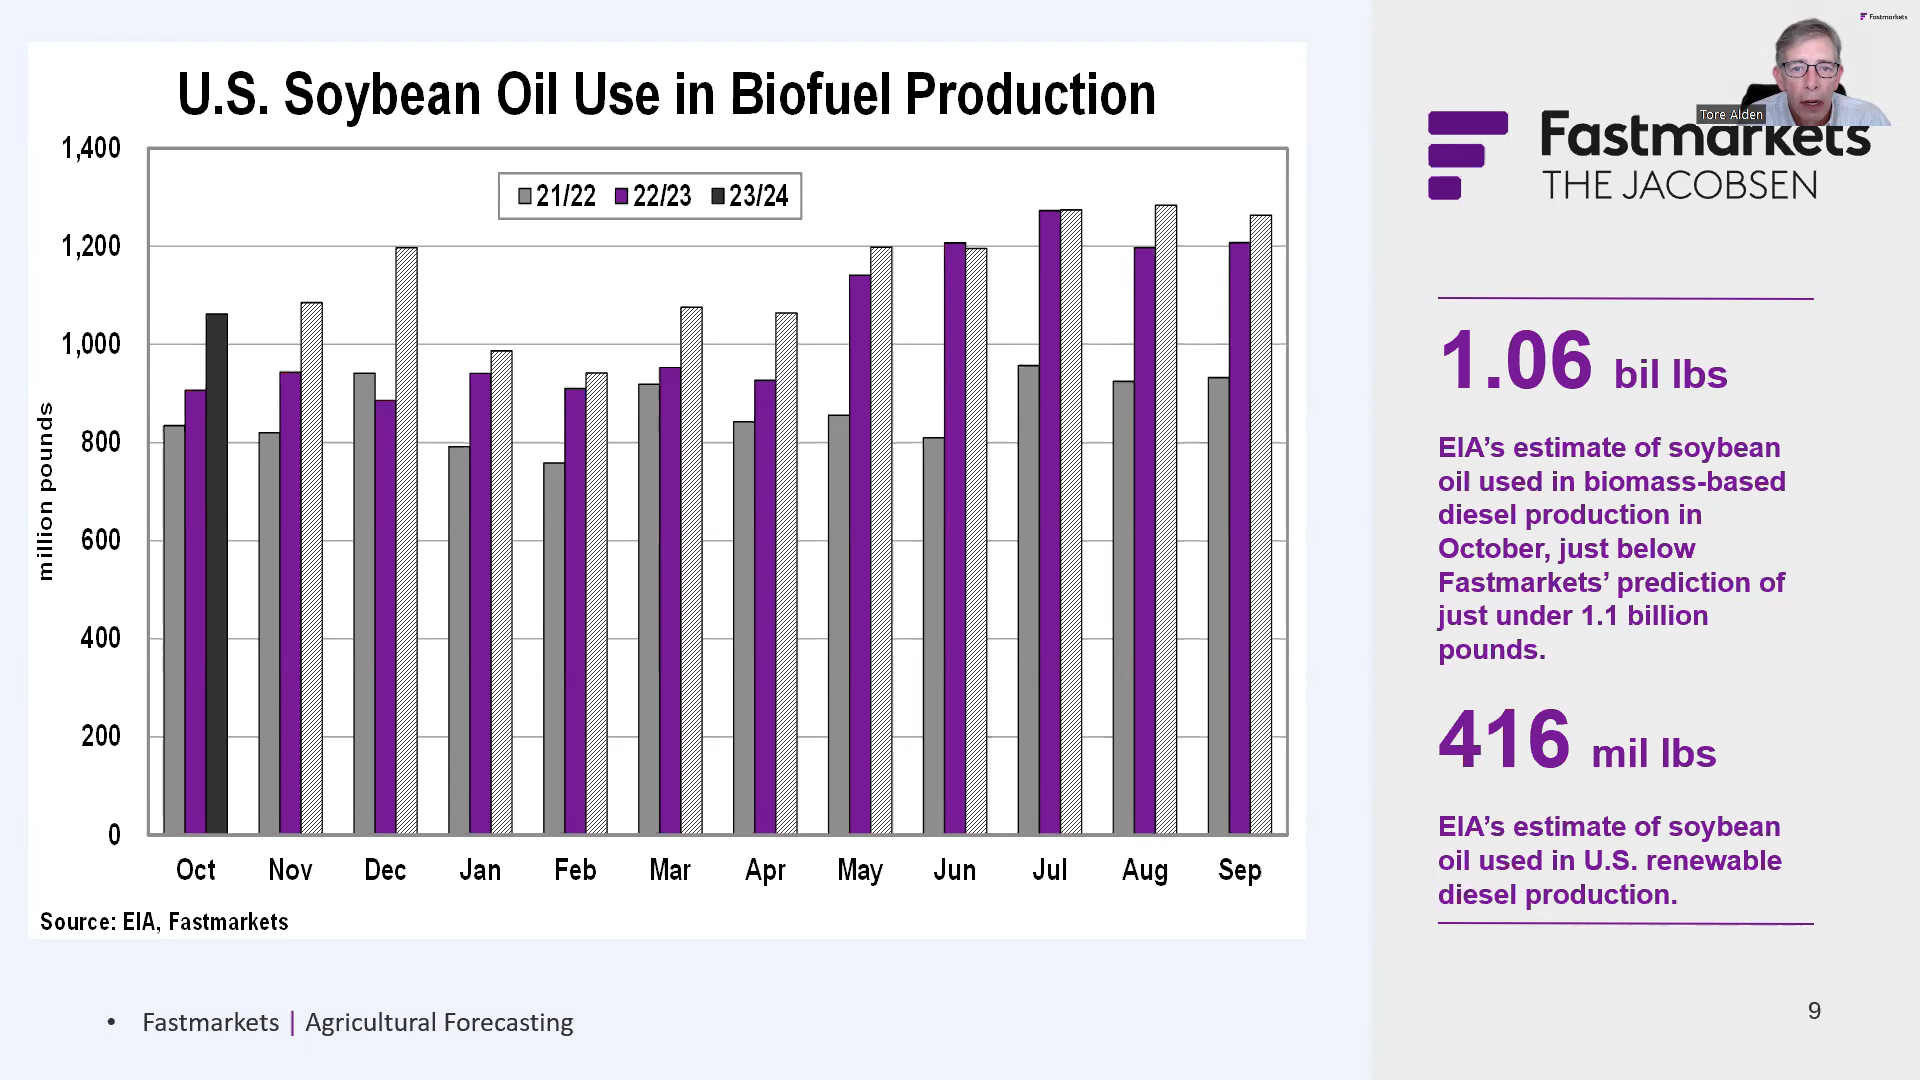 Fastmarkets
Tore Alden
Fastmarkets
THE JACOBSEN
U.S. Soybean Oil Use in Biofuel Production
1,400
1,200
1,000
800
600
400
200
0
million pounds
21/22 22/23 23/24
Oct Nov Dec Jan Feb Mar Apr May Jun Jul Aug Sep
Source: EIA, Fastmarkets
1.06 bil lbs
EIA’s estimate of soybean
oil used in biomass-based
diesel production in
October, just below
Fastmarkets’ prediction of
just under 1.1 billion
pounds.
416 mil lbs
EIA’s estimate of soybean
oil used in U.S. renewable
diesel production.
• Fastmarkets | Agricultural Forecasting
9